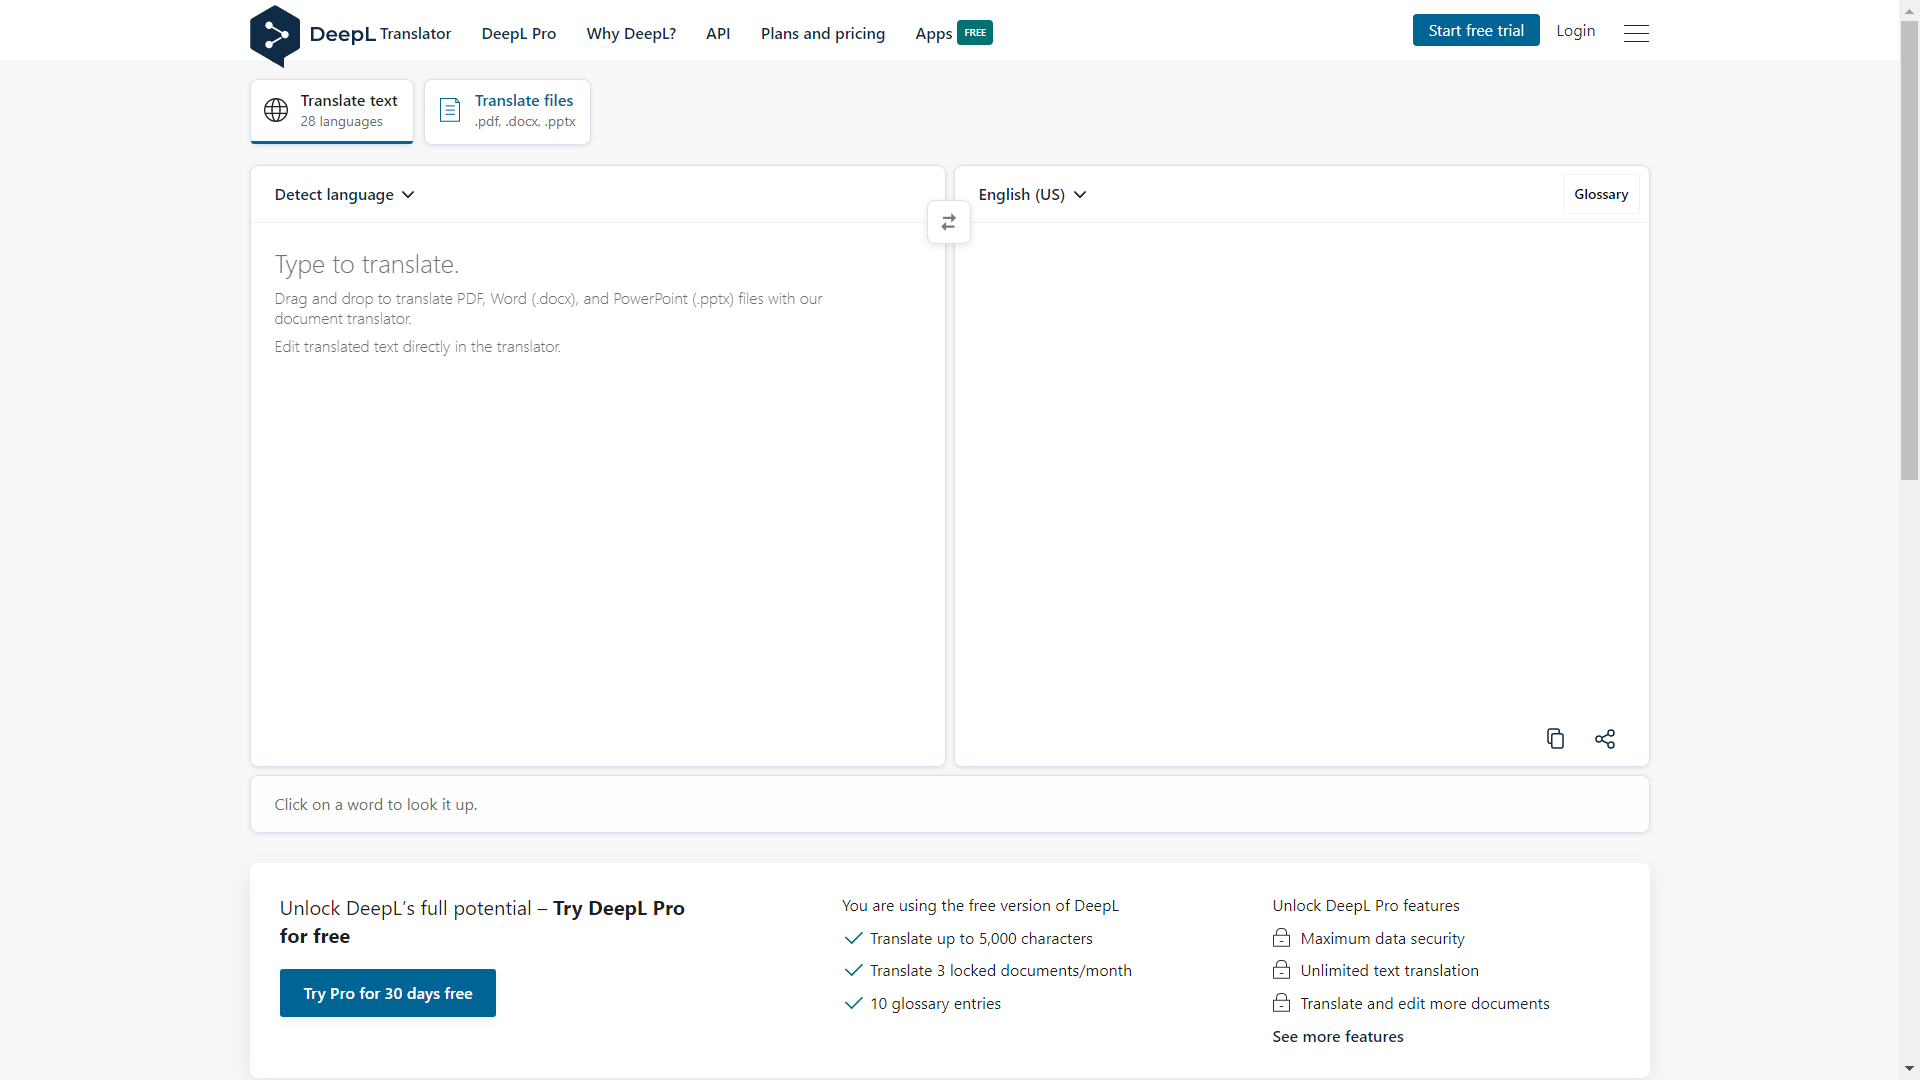 DeepL Translator DeepL Pro Why DeepL? API Plans and pricing Apps FREE Start free trial Login
Translate text
28 languages
Translate files
.pdf, .docx, .pptx
Detect language
English (US)
Glossary
Type to translate.
Drag and drop to translate PDF, Word (.docx), and PowerPoint (.pptx) files with our
document translator.
Edit translated text directly in the translator.
Click on a word to look it up.
Unlock DeepL’s full potential – Try DeepL Pro
for free
Try Pro for 30 days free
You are using the free version of DeepL
Translate up to 5,000 characters
Translate 3 locked documents/month
10 glossary entries
Unlock DeepL Pro features
Maximum data security
Unlimited text translation
Translate and edit more documents
See more features